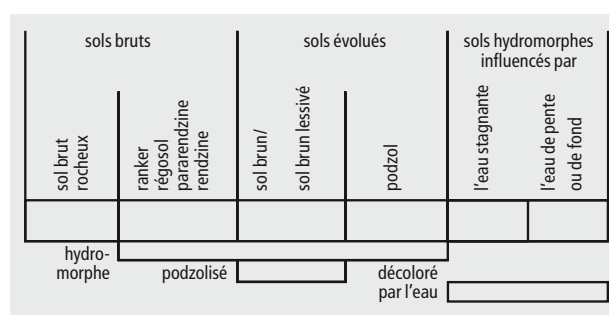 sols bruts
sols évolués
sols hydromorphes
influencés par
sol brut
rocheux
ranker
régosol
pararendzine
rendzine
sol brun/
sol brun lessivé
podzol
l'eau stagnante
l'eau de pente
ou de fond
hydro-
morphe
podzolisé
décoloré
par l'eau